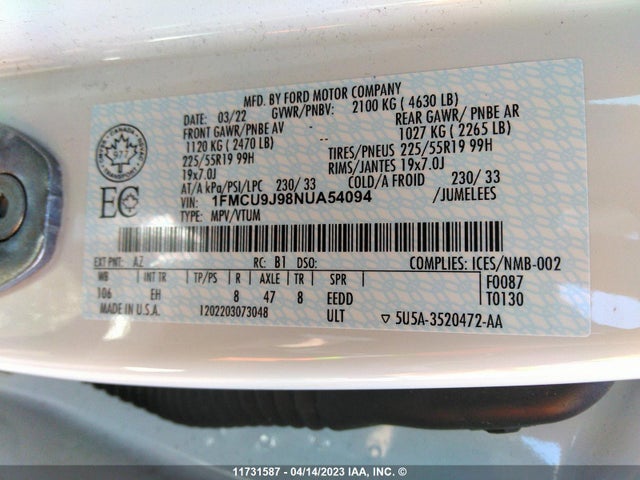 MFD. BY FORD MOTOR COMPANY
DATE: 03/22 GVWR/PNBV: 2100 KG ( 4630 LB)
FRONT GAWR/PNBE AV REAR GAWR/ PNBE AR
1120 KG ( 2470 LB) 1027 KG ( 2265 LB)
225/55R19 99H TIRES/PNEUS 225/55R19 99H
19x7.0J RIMS/JANTES 19x7.0J
AT/A kPa/PSI/LPC 230/ 33 COLD/A FROID 230/ 33
VIN: 1FMCU9J98NUA54094 /JUMELEES
TYPE: MPV/VTUM
EXT PNT: AZ RC: B1 DSO: COMPLIES: ICES/NMB-002
WB INT TR TP/PS R AXLE TR SPR F0087
106 EH 8 47 8 EEDD T0130
MADE IN U.S.A. 1202203073048 ULT ▽ 5U5A-3520472-AA
CANADA
977
TRANSPORT
EC
11731587 - 04/14/2023 IAA, INC. ©